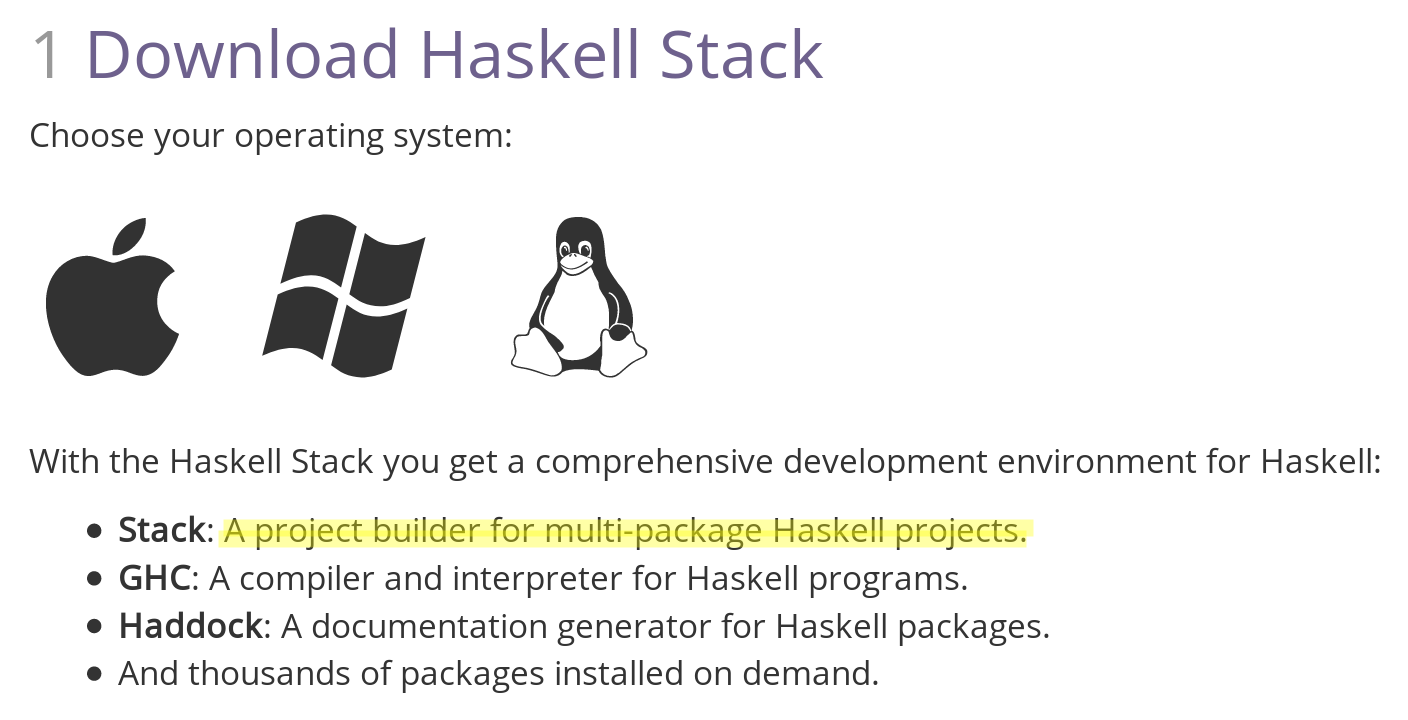 1 Download Haskell Stack
Choose your operating system:
With the Haskell Stack you get a comprehensive development environment for Haskell:
• Stack: A project builder for multi-package Haskell projects.
• GHC: A compiler and interpreter for Haskell programs.
• Haddock: A documentation generator for Haskell packages.
• And thousands of packages installed on demand.